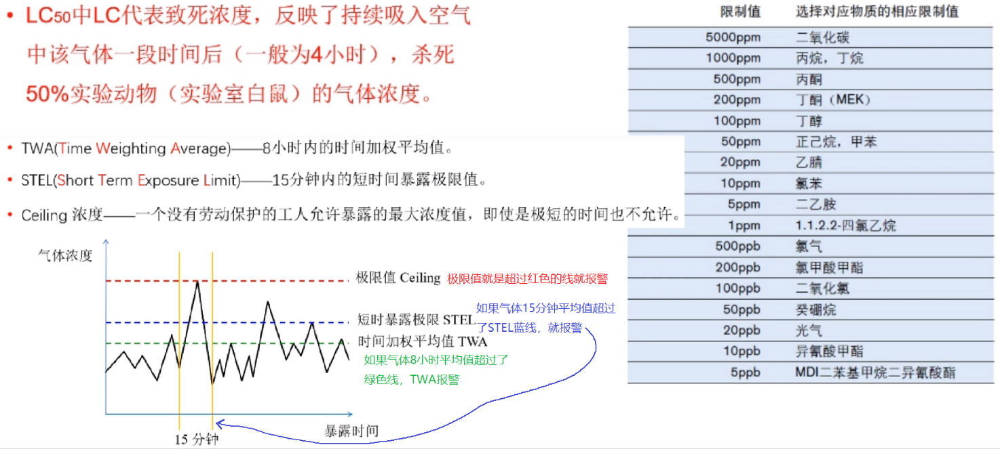 • LC50中LC代表致死浓度，反映了持续吸入空气
中该气体一段时间后（一般为4小时），杀死
50%实验动物（实验室白鼠）的气体浓度。
• TWA(Time Weighting Average)——8小时内的时间加权平均值。
• STEL(Short Term Exposure Limit)——15分钟内的短时间暴露极限值。
• Ceiling 浓度——一个没有劳动保护的工人允许暴露的最大浓度值，即使是极短的时间也不允许。
气体浓度
极限值 Ceiling 极限值就是超过红色的线就报警
短时暴露极限 STEL
如果气体15分钟平均值超过
了STEL蓝线，就报警
时间加权平均值 TWA
如果气体8小时平均值超过了
绿色线，TWA报警
暴露时间
15 分钟
限制值 选择对应物质的相应限制值
5000ppm 二氧化碳
1000ppm 丙烷，丁烷
500ppm 丙酮
200ppm 丁酮（MEK）
100ppm 丁醇
50ppm 正己烷，甲苯
20ppm 乙腈
10ppm 氯苯
5ppm 二乙胺
1ppm 1.1.2.2-四氯乙烷
500ppb 氯气
200ppb 氯甲酸甲酯
100ppb 二氧化氯
50ppb 癸硼烷
20ppb 光气
10ppb 异氰酸甲酯
5ppb MDI二苯基甲烷二异氰酸酯